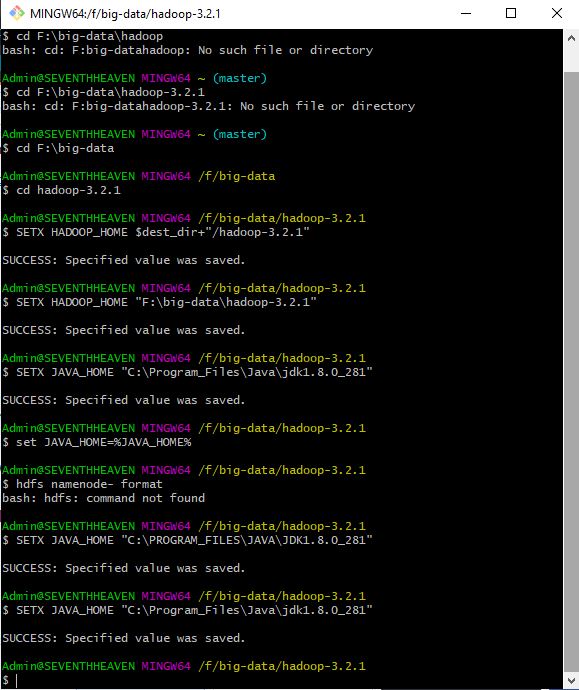 MINGW64:/f/big-data/hadoop-3.2.1
$ cd F:\big-data\hadoop
bash: cd: F:big-datahadoop: No such file or directory
Admin@SEVENTHHEAVEN MINGW64 ~ (master)
$ cd F:\big-data\hadoop-3.2.1
bash: cd: F:big-datahadoop-3.2.1: No such file or directory
Admin@SEVENTHHEAVEN MINGW64 ~ (master)
$ cd F:\big-data
Admin@SEVENTHHEAVEN MINGW64 /f/big-data
$ cd hadoop-3.2.1
Admin@SEVENTHHEAVEN MINGW64 /f/big-data/hadoop-3.2.1
$ SETX HADOOP_HOME $dest_dir+"/hadoop-3.2.1"
SUCCESS: Specified value was saved.
Admin@SEVENTHHEAVEN MINGW64 /f/big-data/hadoop-3.2.1
$ SETX HADOOP_HOME "F:\big-data\hadoop-3.2.1"
SUCCESS: Specified value was saved.
Admin@SEVENTHHEAVEN MINGW64 /f/big-data/hadoop-3.2.1
$ SETX JAVA_HOME "C:\Program_Files\Java\jdk1.8.0_281"
SUCCESS: Specified value was saved.
Admin@SEVENTHHEAVEN MINGW64 /f/big-data/hadoop-3.2.1
$ set JAVA_HOME=%JAVA_HOME%
Admin@SEVENTHHEAVEN MINGW64 /f/big-data/hadoop-3.2.1
$ hdfs namenode- format
bash: hdfs: command not found
Admin@SEVENTHHEAVEN MINGW64 /f/big-data/hadoop-3.2.1
$ SETX JAVA_HOME "C:\PROGRAM_FILES\JAVA\JDK1.8.0_281"
SUCCESS: Specified value was saved.
Admin@SEVENTHHEAVEN MINGW64 /f/big-data/hadoop-3.2.1
$ SETX JAVA_HOME "C:\Program_Files\Java\jdk1.8.0_281"
SUCCESS: Specified value was saved.
Admin@SEVENTHHEAVEN MINGW64 /f/big-data/hadoop-3.2.1
$